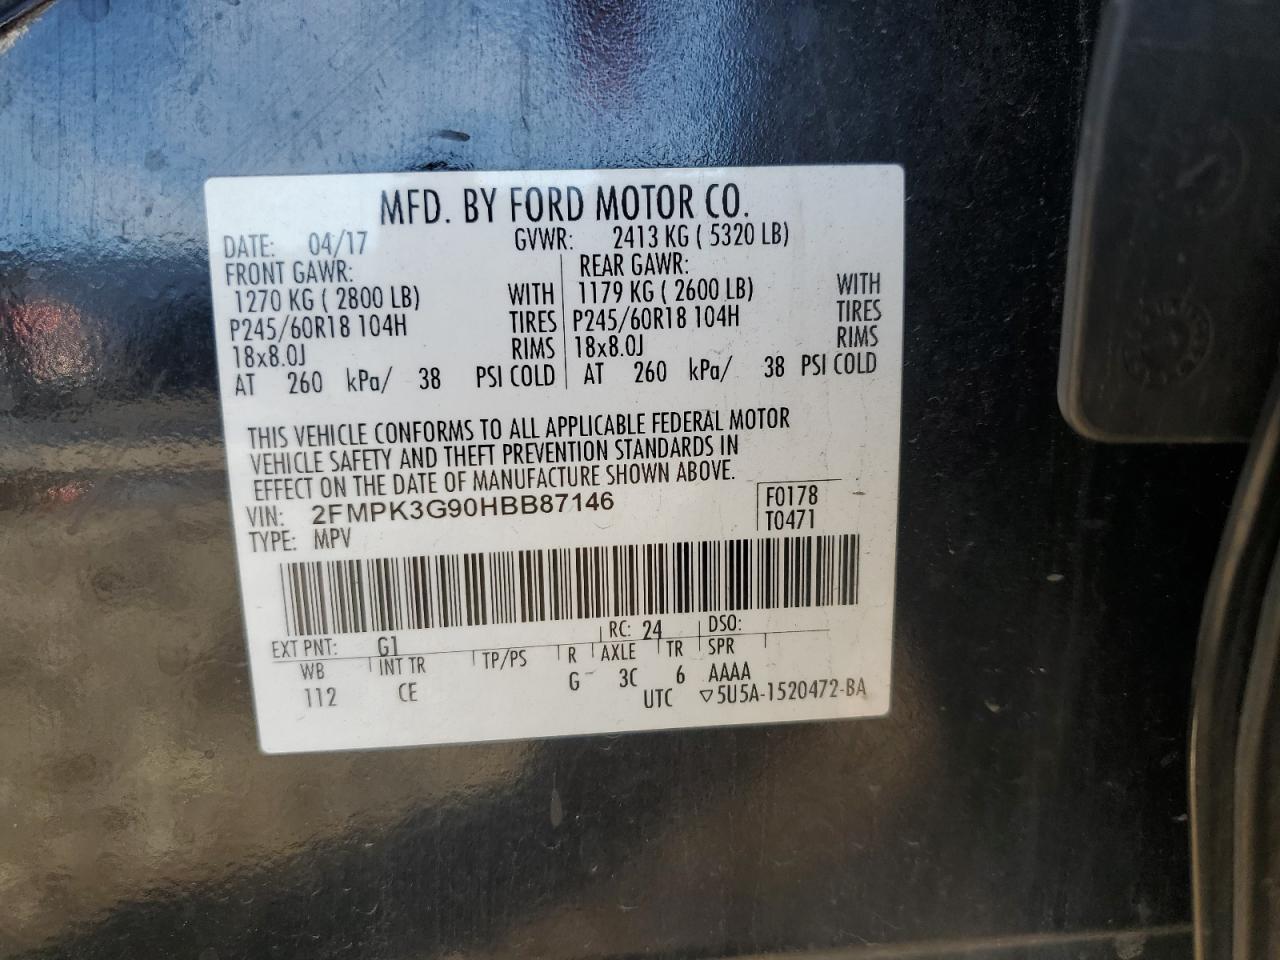 MFD. BY FORD MOTOR CO.
DATE: 04/17 GVWR: 2413 KG ( 5320 LB)
FRONT GAWR: REAR GAWR:
1270 KG ( 2800 LB) WITH 1179 KG ( 2600 LB) WITH
P245/60R18 104H TIRES P245/60R18 104H TIRES
18x8.0J RIMS 18x8.0J RIMS
AT 260 kPa/ 38 PSI COLD AT 260 kPa/ 38 PSI COLD
THIS VEHICLE CONFORMS TO ALL APPLICABLE FEDERAL MOTOR
VEHICLE SAFETY AND THEFT PREVENTION STANDARDS IN
EFFECT ON THE DATE OF MANUFACTURE SHOWN ABOVE.
VIN: 2FMPK3G90HBB87146 F0178
TYPE: MPV T0471
EXT PNT: G1 RC: 24 DSO:
WB INT TR TP/PS R AXLE TR SPR
112 CE G 3C 6 AAAA
UTC ▽5U5A-1520472-BA